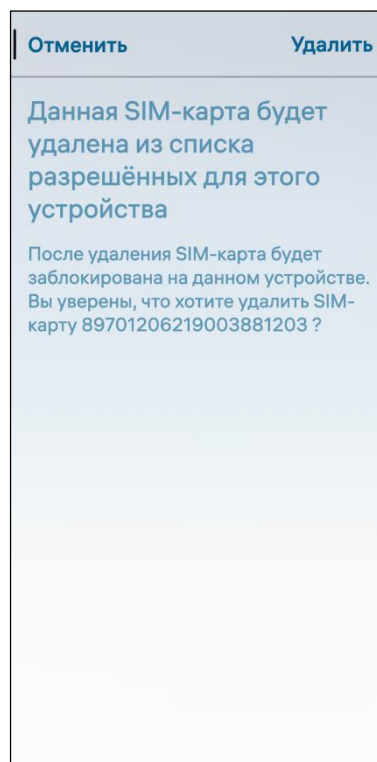 Отменить Удалить
Данная SIM-карта будет
удалена из списка
разрешённых для этого
устройства
После удаления SIM-карта будет
заблокирована на данном устройстве.
Вы уверены, что хотите удалить SIM-
карту 89701206219003881203 ?